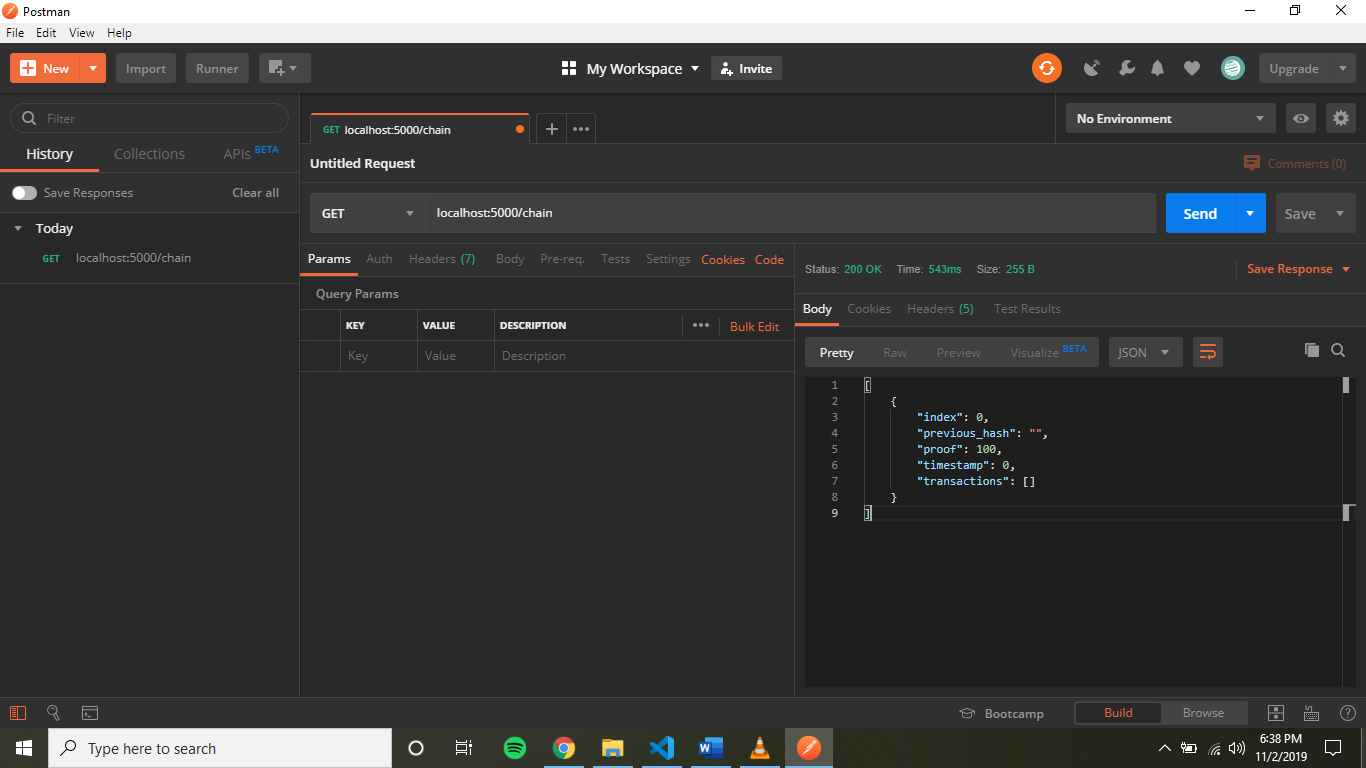 Postman
File Edit View Help
New Import Runner My Workspace Invite Upgrade
Filter
History Collections APIs BETA
Save Responses Clear all
Today
GET localhost:5000/chain
GET localhost:5000/chain No Environment
Untitled Request Comments (0)
GET localhost:5000/chain Send Save
Params Auth Headers (7) Body Pre-req. Tests Settings Cookies Code
Query Params
KEY VALUE DESCRIPTION Bulk Edit
Key Value Description
Status: 200 OK Time: 543ms Size: 255 B Save Response
Body Cookies Headers (5) Test Results
Pretty Raw Preview Visualize BETA JSON
1 [
2 {
3 "index": 0,
4 "previous_hash": "",
5 "proof": 100,
6 "timestamp": 0,
7 "transactions": []
8 }
9 ]
Bootcamp Build Browse
Type here to search
6:38 PM
11/2/2019